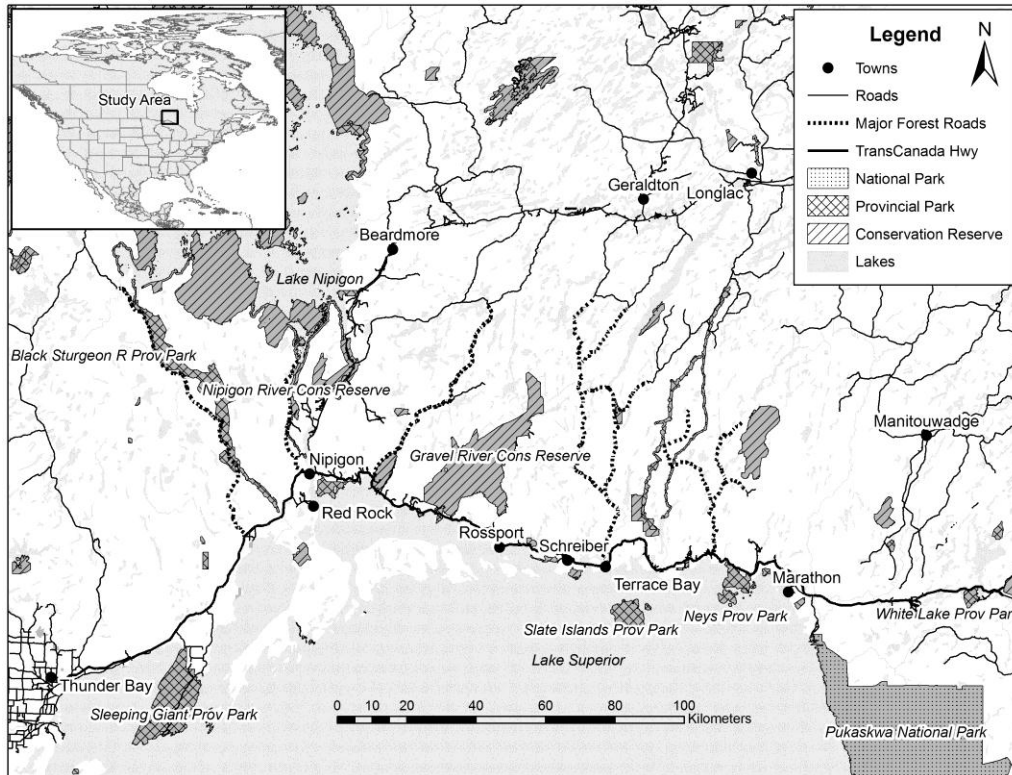 Study Area
Legend
N
Towns
Roads
Major Forest Roads
TransCanada Hwy
National Park
Provincial Park
Conservation Reserve
Lakes
Geraldton
Longlac
Beardmore
Lake Nipigon
Black Sturgeon R Prov Park
Nipigon River Cons Reserve
Manitouwadge
Gravel River Cons Reserve
Nipigon
Red Rock
Rossport
Schreiber
Terrace Bay
Marathon
Neys Prov Park
White Lake Prov Par
Slate Islands Prov Park
Lake Superior
Thunder Bay
Sleeping Giant Prov Park
0 10 20 40 60 80 100
Kilometers
Pukaskwa National Park